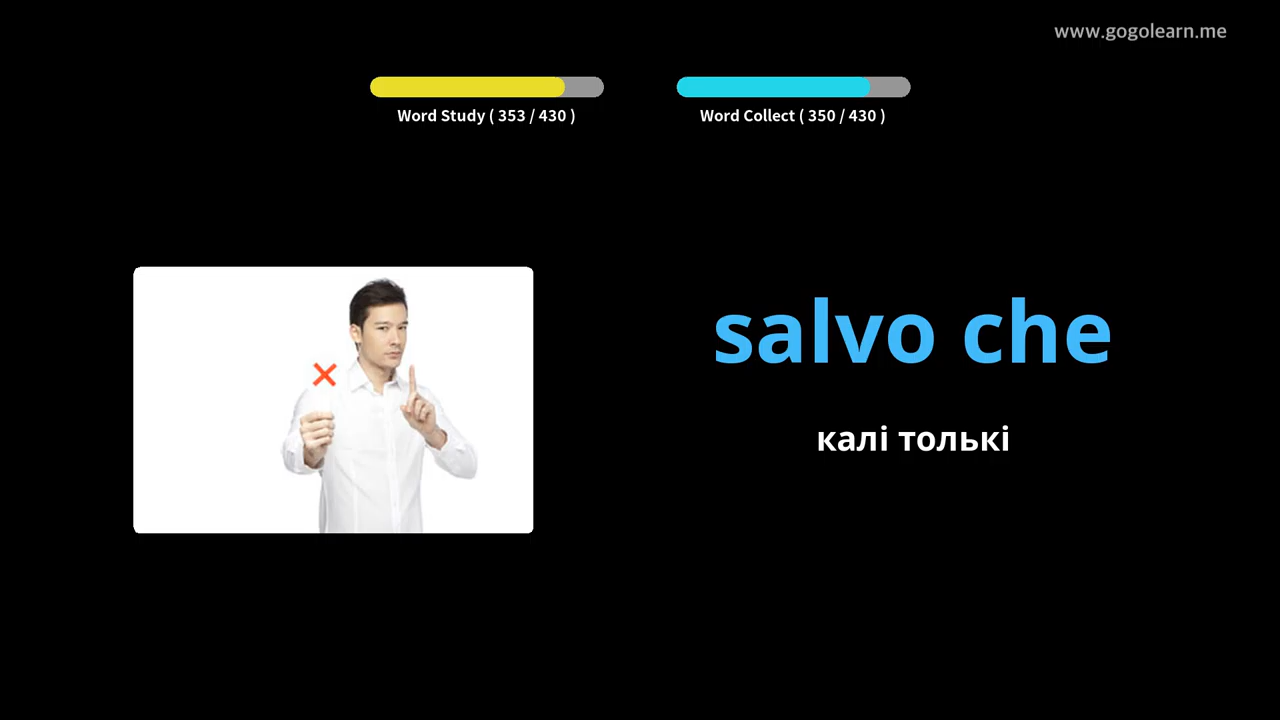 www.gogolearn.me
Word Study ( 353 / 430 )
Word Collect ( 350 / 430 )
salvo che
калі толькі